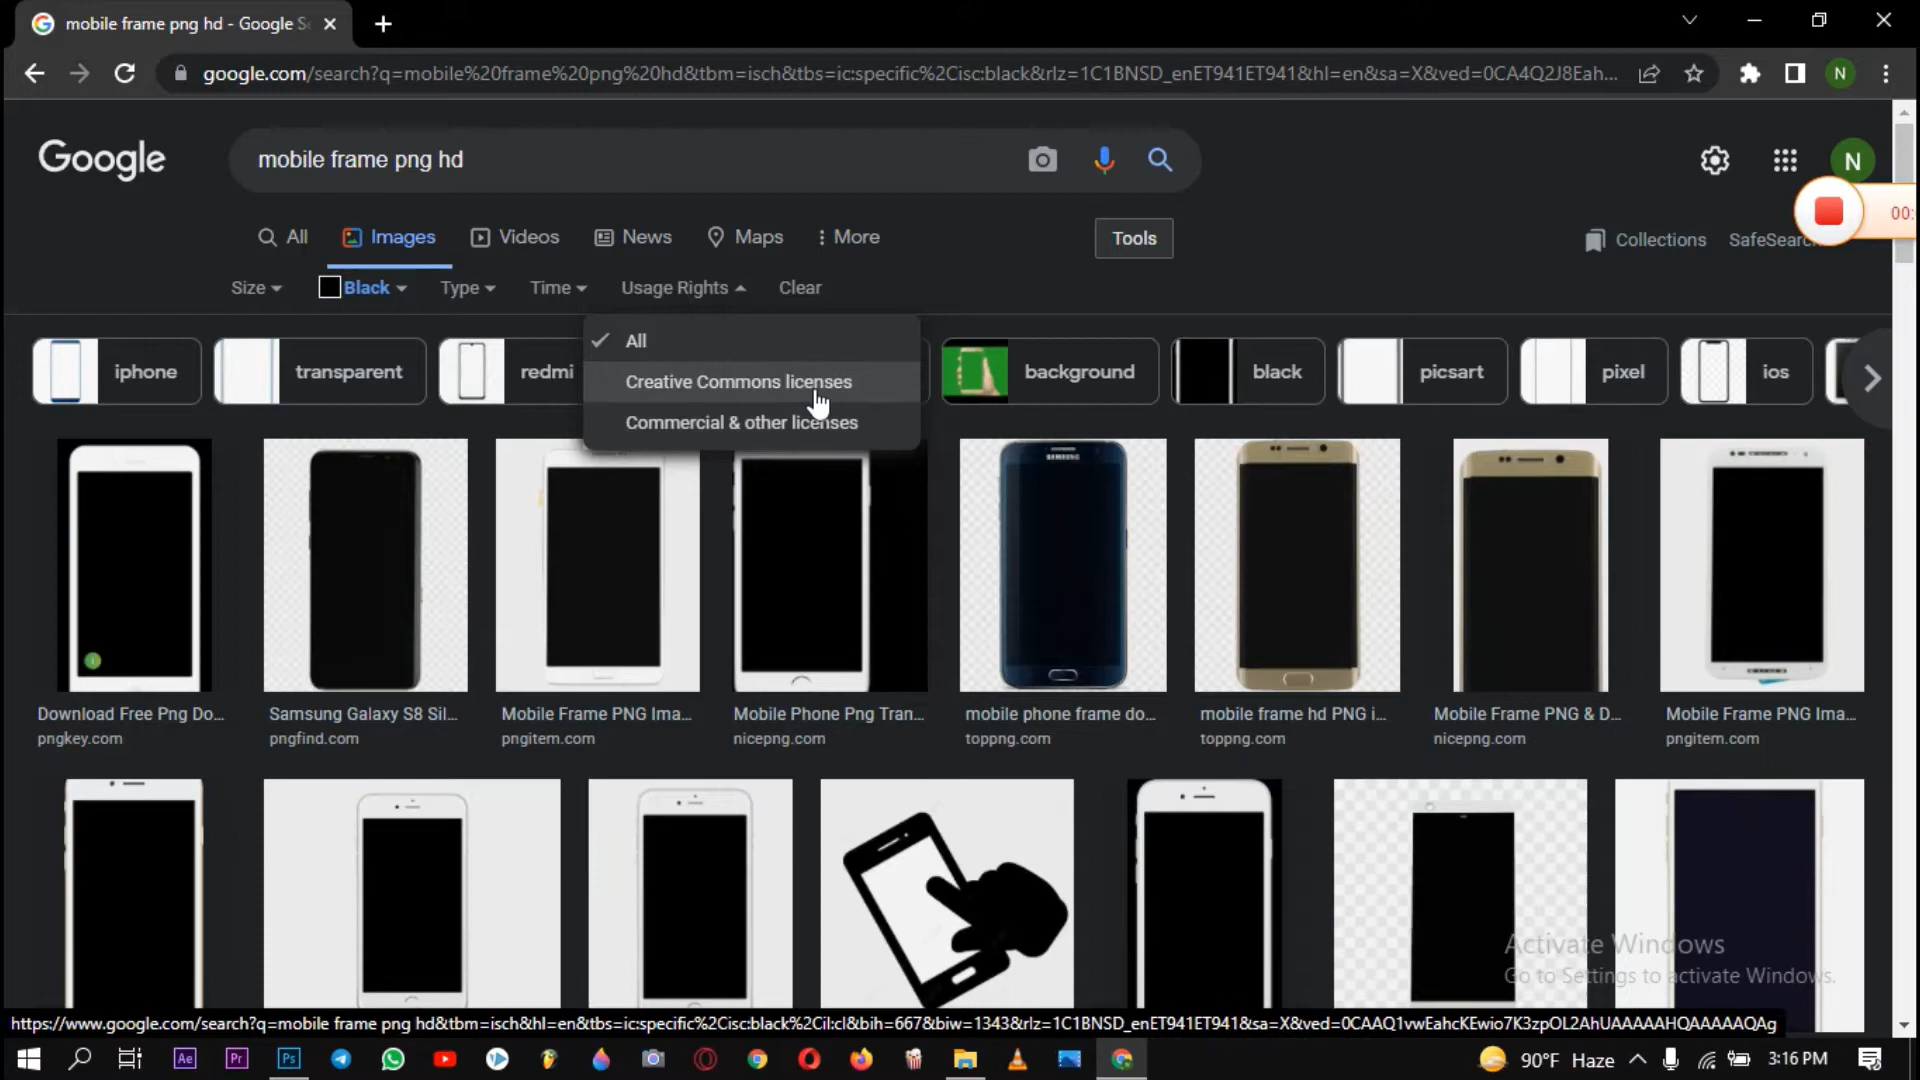 mobile frame png hd - Google S
google.com/search?q=mobile%20frame%20png%20hd&tbm=isch&tbs=ic:specific%2Cisc:black&rlz=1C1BNSD_enET941ET941&hl=en&sa=X&ved=0CA4Q2J8Eah...
N
Google
mobile frame png hd
N
00:
All
Images
Videos
News
Maps
More
Tools
Collections
SafeSearch
Size
Black
Type
Time
Usage Rights
Clear
All
Creative Commons licenses
Commercial & other licenses
iphone
transparent
redmi
background
black
picsart
pixel
ios
SAMSUNG
Download Free Png Do...
pngkey.com
Samsung Galaxy S8 Sil...
pngfind.com
Mobile Frame PNG Ima...
pngitem.com
Mobile Phone Png Tran...
nicepng.com
mobile phone frame do...
toppng.com
mobile frame hd PNG i...
toppng.com
Mobile Frame PNG & D...
nicepng.com
Mobile Frame PNG Ima...
pngitem.com
Activate Windows
Go to Settings to activate Windows.
https://www.google.com/search?q=mobile frame png hd&tbm=isch&hl=en&tbs=ic:specific%2Cisc:black%2Cil:cl&bih=667&biw=1343&rlz=1C1BNSD_enET941ET941&sa=X&ved=0CAAQ1vwEahcKEwio7K3zpOL2AhUAAAAAHQAAAAAQAg
Ae
Pr
Ps
90°F Haze
3:16 PM